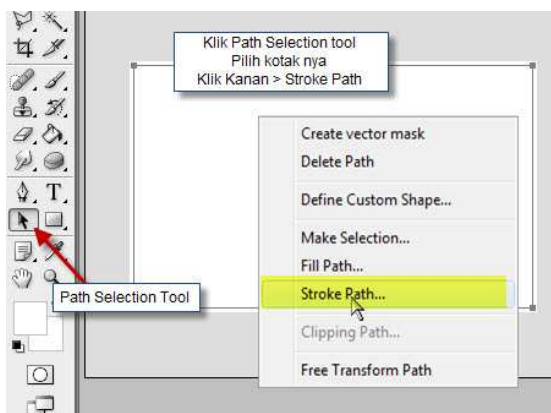 Klik Path Selection tool
Pilih kotak nya
Klik Kanan > Stroke Path
Create vector mask
Delete Path
Define Custom Shape...
Make Selection...
Fill Path...
Stroke Path...
Clipping Path...
Free Transform Path
T
Path Selection Tool